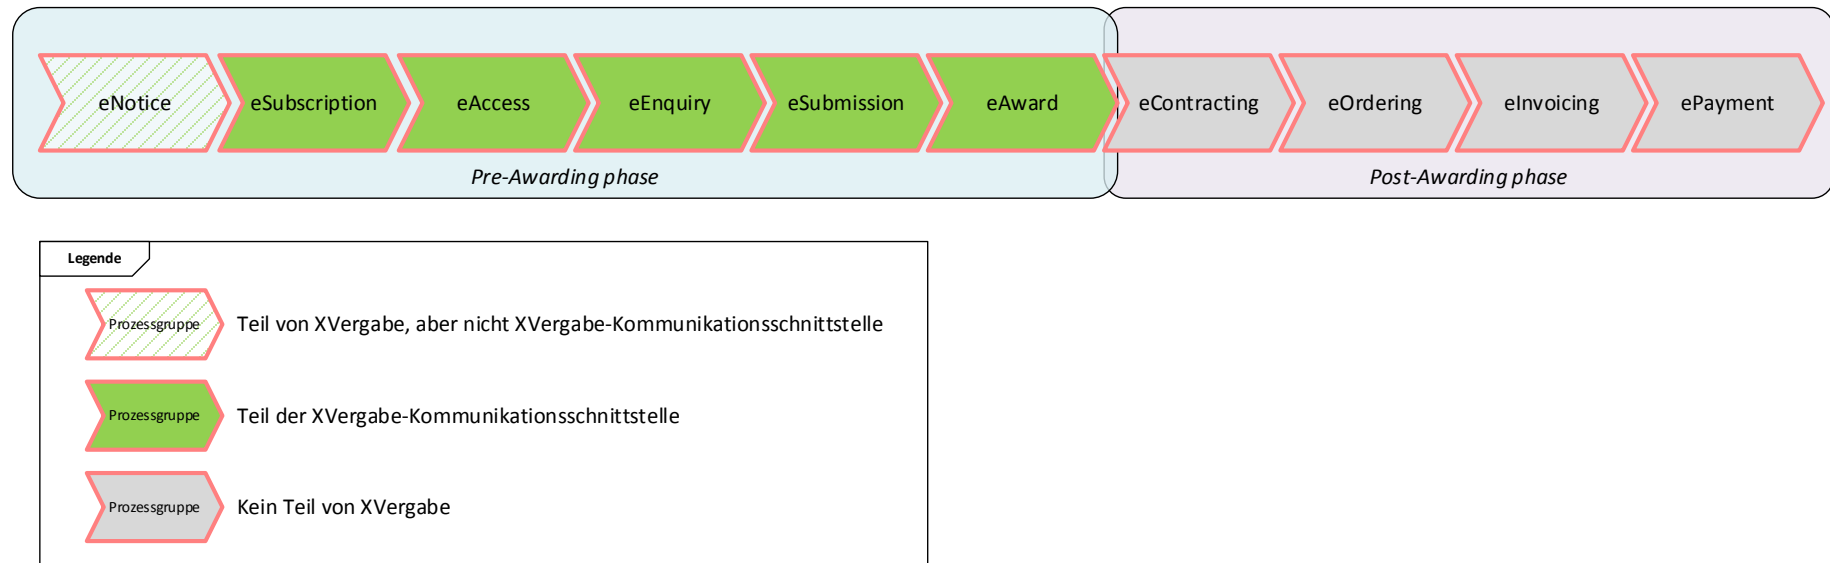 eNotice
eSubscription
eAccess
eEnquiry
eSubmission
eAward
eContracting
eOrdering
eInvoicing
ePayment
Pre-Awarding phase
Post-Awarding phase
Legende
Prozessgruppe
Teil von XVergabe, aber nicht XVergabe-Kommunikationsschnittstelle
Prozessgruppe
Teil der XVergabe-Kommunikationsschnittstelle
Prozessgruppe
Kein Teil von XVergabe